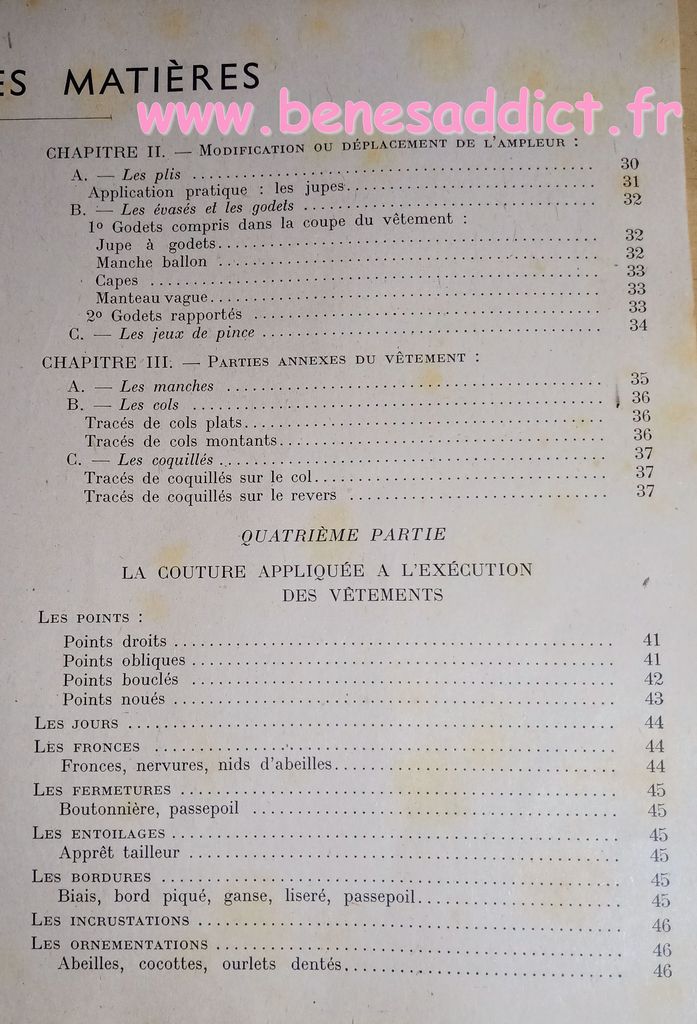 ES MATIÈRES
www.benesaddict.fr
CHAPITRE II. — MODIFICATION OU DÉPLACEMENT DE L'AMPLEUR :
A. — Les plis ........ 30
Application pratique : les jupes ........ 31
B. — Les évasés et les godets ........ 32
1º Godets compris dans la coupe du vêtement :
Jupe à godets ........ 32
Manche ballon ........ 32
Capes ........ 33
Manteau vague ........ 33
2º Godets rapportés ........ 33
C. — Les jeux de pince ........ 34
CHAPITRE III. — PARTIES ANNEXES DU VÊTEMENT :
A. — Les manches ........ 35
B. — Les cols ........ 36
Tracés de cols plats ........ 36
Tracés de cols montants ........ 36
C. — Les coquillés ........ 37
Tracés de coquillés sur le col ........ 37
Tracés de coquillés sur le revers ........ 37
QUATRIÈME PARTIE
LA COUTURE APPLIQUÉE A L'EXÉCUTION
DES VÊTEMENTS
LES POINTS :
Points droits ........ 41
Points obliques ........ 41
Points bouclés ........ 42
Points noués ........ 43
LES JOURS ........ 44
LES FRONCES ........ 44
Fronces, nervures, nids d'abeilles ........ 44
LES FERMETURES ........ 45
Boutonnière, passepoil ........ 45
LES ENTOILAGES ........ 45
Apprêt tailleur ........ 45
LES BORDURES ........ 45
Biais, bord piqué, ganse, liseré, passepoil ........ 45
LES INCRUSTATIONS ........ 46
LES ORNEMENTATIONS ........ 46
Abeilles, cocottes, ourlets dentés ........ 46